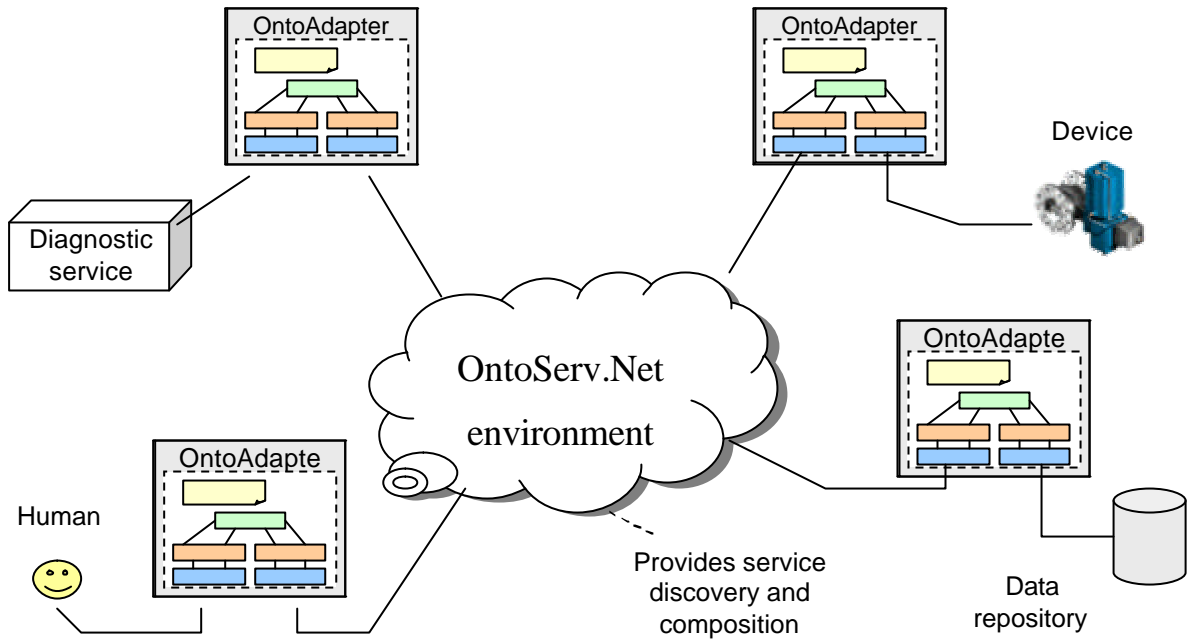 OntoAdapter
OntoAdapter
Device
Diagnostic
service
OntoServ.Net
environment
OntoAdapte
OntoAdapte
Human
Provides service
discovery and
composition
Data
repository